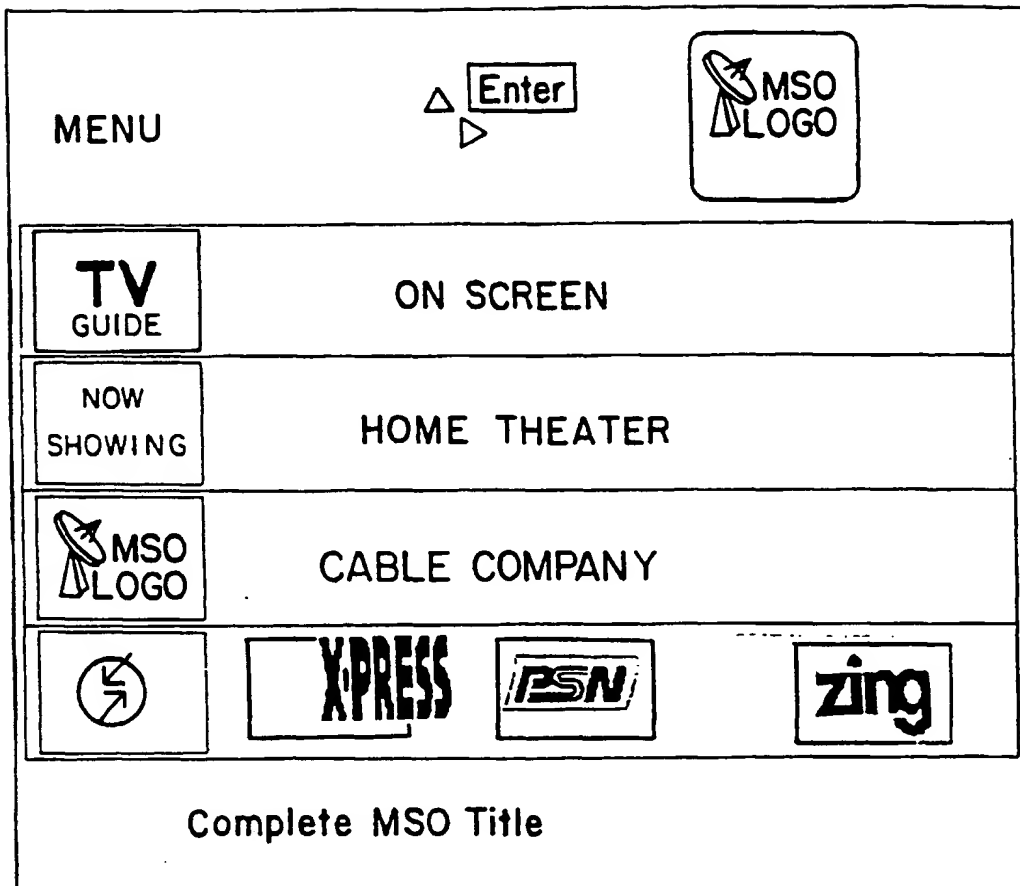 MENU
Enter
MSO
LOGO
TV
GUIDE
ON SCREEN
NOW
SHOWING
HOME THEATER
MSO
LOGO
CABLE COMPANY
X·PRESS
PSN
zing
Complete MSO Title